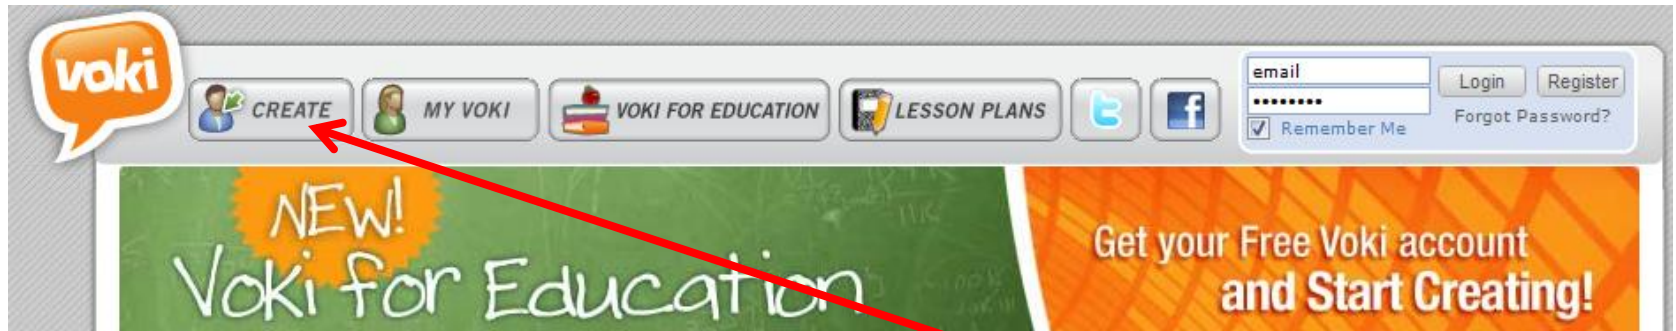 voki
CREATE
MY VOKI
VOKI FOR EDUCATION
LESSON PLANS
email
Login
Register
••••••••
Forgot Password?
Remember Me
NEW!
Voki for Education
Get your Free Voki account
and Start Creating!